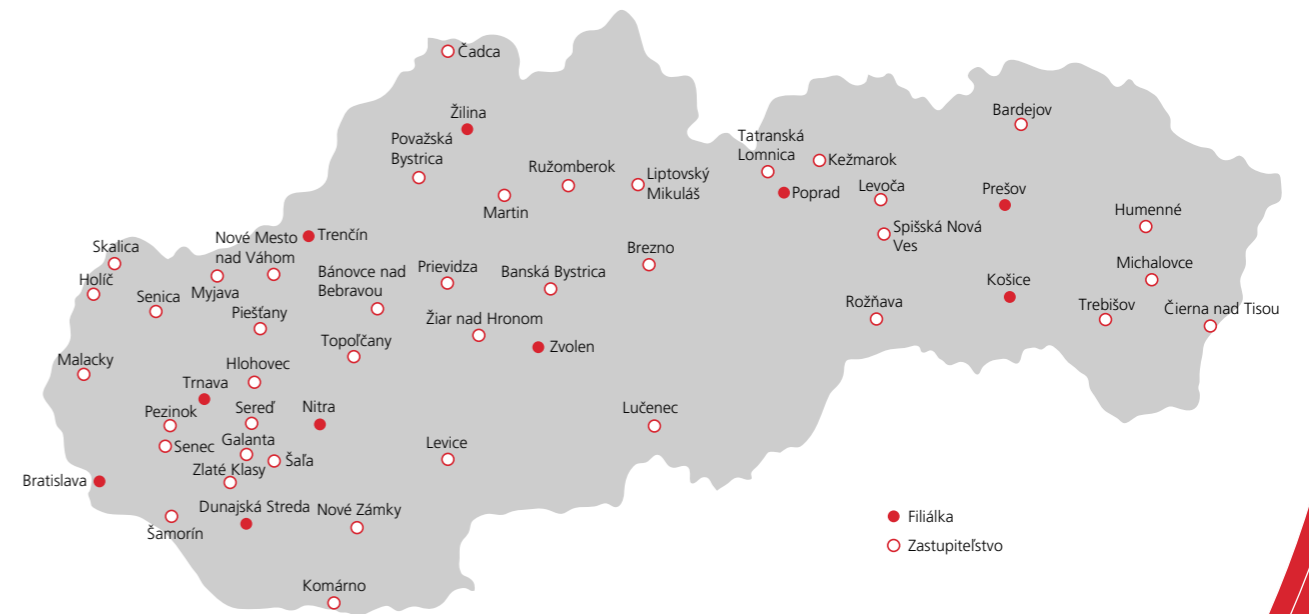 Čadca
Žilina
Považská
Bystrica
Ružomberok
Martin
Liptovský
Mikuláš
Tatranská
Lomnica
Kežmarok
Poprad
Levoča
Spišská Nová
Ves
Bardejov
Prešov
Humenné
Michalovce
Košice
Trebišov
Čierna nad Tisou
Rožňava
Brezno
Banská Bystrica
Prievidza
Trenčín
Nové Mesto
nad Váhom
Bánovce nad
Bebravou
Skalica
Holíč
Senica
Myjava
Piešťany
Žiar nad Hronom
Zvolen
Topoľčany
Malacky
Hlohovec
Trnava
Pezinok
Sereď
Nitra
Senec
Galanta
Šaľa
Zlaté Klasy
Levice
Lučenec
Bratislava
Šamorín
Dunajská Streda
Nové Zámky
Komárno
Filiálka
Zastupiteľstvo